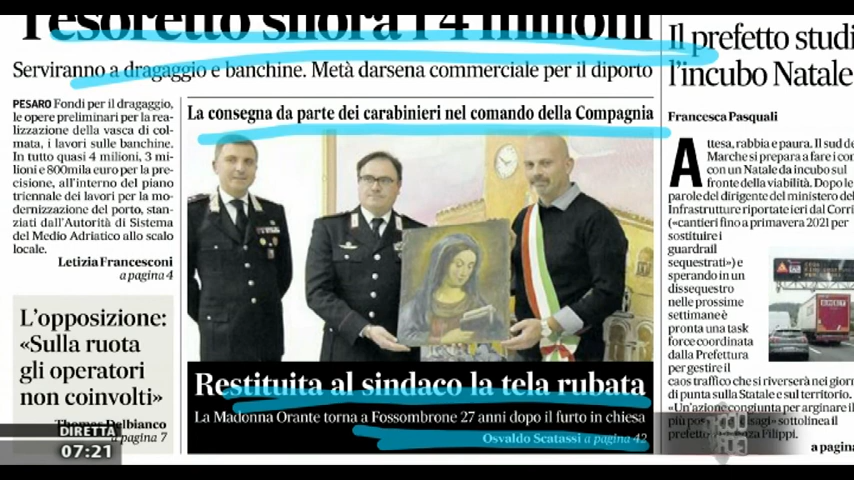 Tesoretto sfiora i 4 milioni
Serviranno a dragaggio e banchine. Metà darsena commerciale per il diporto
PESARO Fondi per il dragaggio,
le opere preliminari per la rea-
lizzazione della vasca di col-
mata, i lavori sulle banchine.
In tutto quasi 4 milioni, 3 mi-
lioni e 800mila euro per la pre-
cisione, all'interno del piano
triennale dei lavori per la mo-
dernizzazione del porto, stan-
ziati dall'Autorità di Sistema
del Medio Adriatico allo scalo
locale.
Letizia Francesconi
a pagina 4
L'opposizione:
«Sulla ruota
gli operatori
non coinvolti»
Delbianco
a pagina 7
La consegna da parte dei carabinieri nel comando della Compagnia
Restituita al sindaco la tela rubata
La Madonna Orante torna a Fossombrone 27 anni dopo il furto in chiesa
Osvaldo Scatassi a pagina 42
Il prefetto studi
l'incubo Natale
Francesca Pasquali
Attesa, rabbia e paura. Il sud de
Marche si prepara a fare i con
con un Natale da incubo sul
fronte della viabilità. Dopo le
parole del dirigente del ministero del
Infrastrutture riportate ieri dal Corri
(«cantieri fino a primavera 2021 per
sostituire i
guardrail
sequestrati») e
sperando in un
dissequestro
nelle prossime
settimane è
pronta una task
force coordinata
dalla Prefettura
per gestire il
caos traffico che si riverserà nei giorn
di punta sulla Statale e sul territorio.
«Un'azione congiunta per arginare il
più sottolinea il
prefetto Filippi.
a pagina
DIRETTA
07:21